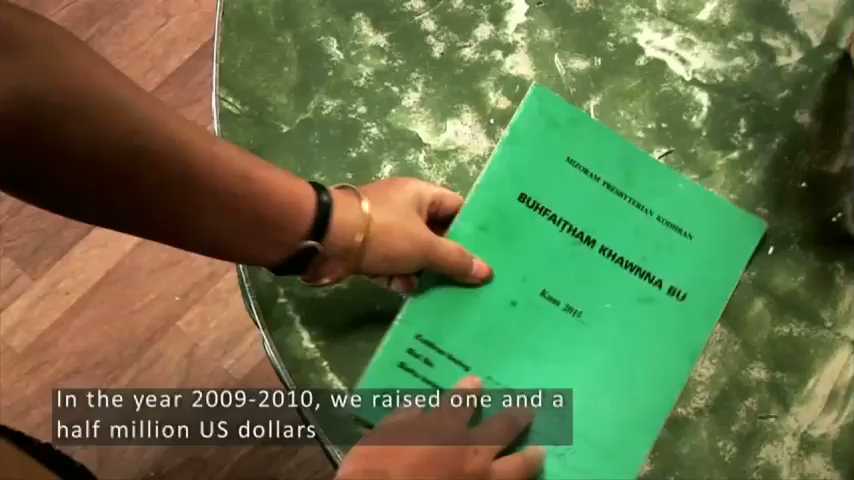 MIZORAM PRESBYTERIAN KOHHRAN
BUHFAIṬHAM KHAWNNA BU
Kum 2015
In the year 2009-2010, we raised one and a
half million US dollars